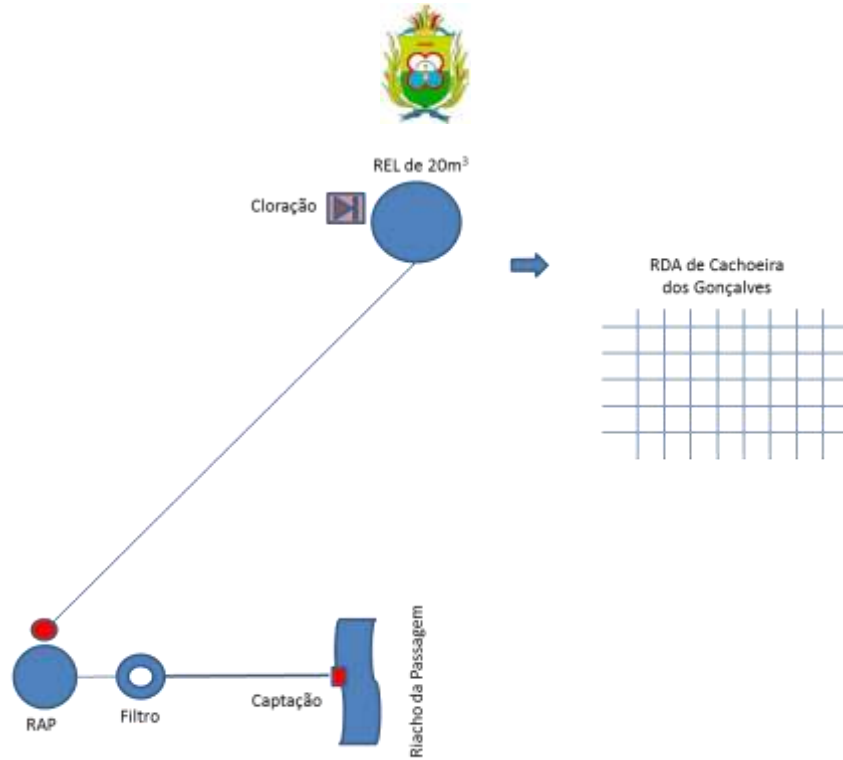 REL de 20m³
Cloração
RDA de Cachoeira
dos Gonçalves
Riacho da Passagem
Captação
Filtro
RAP